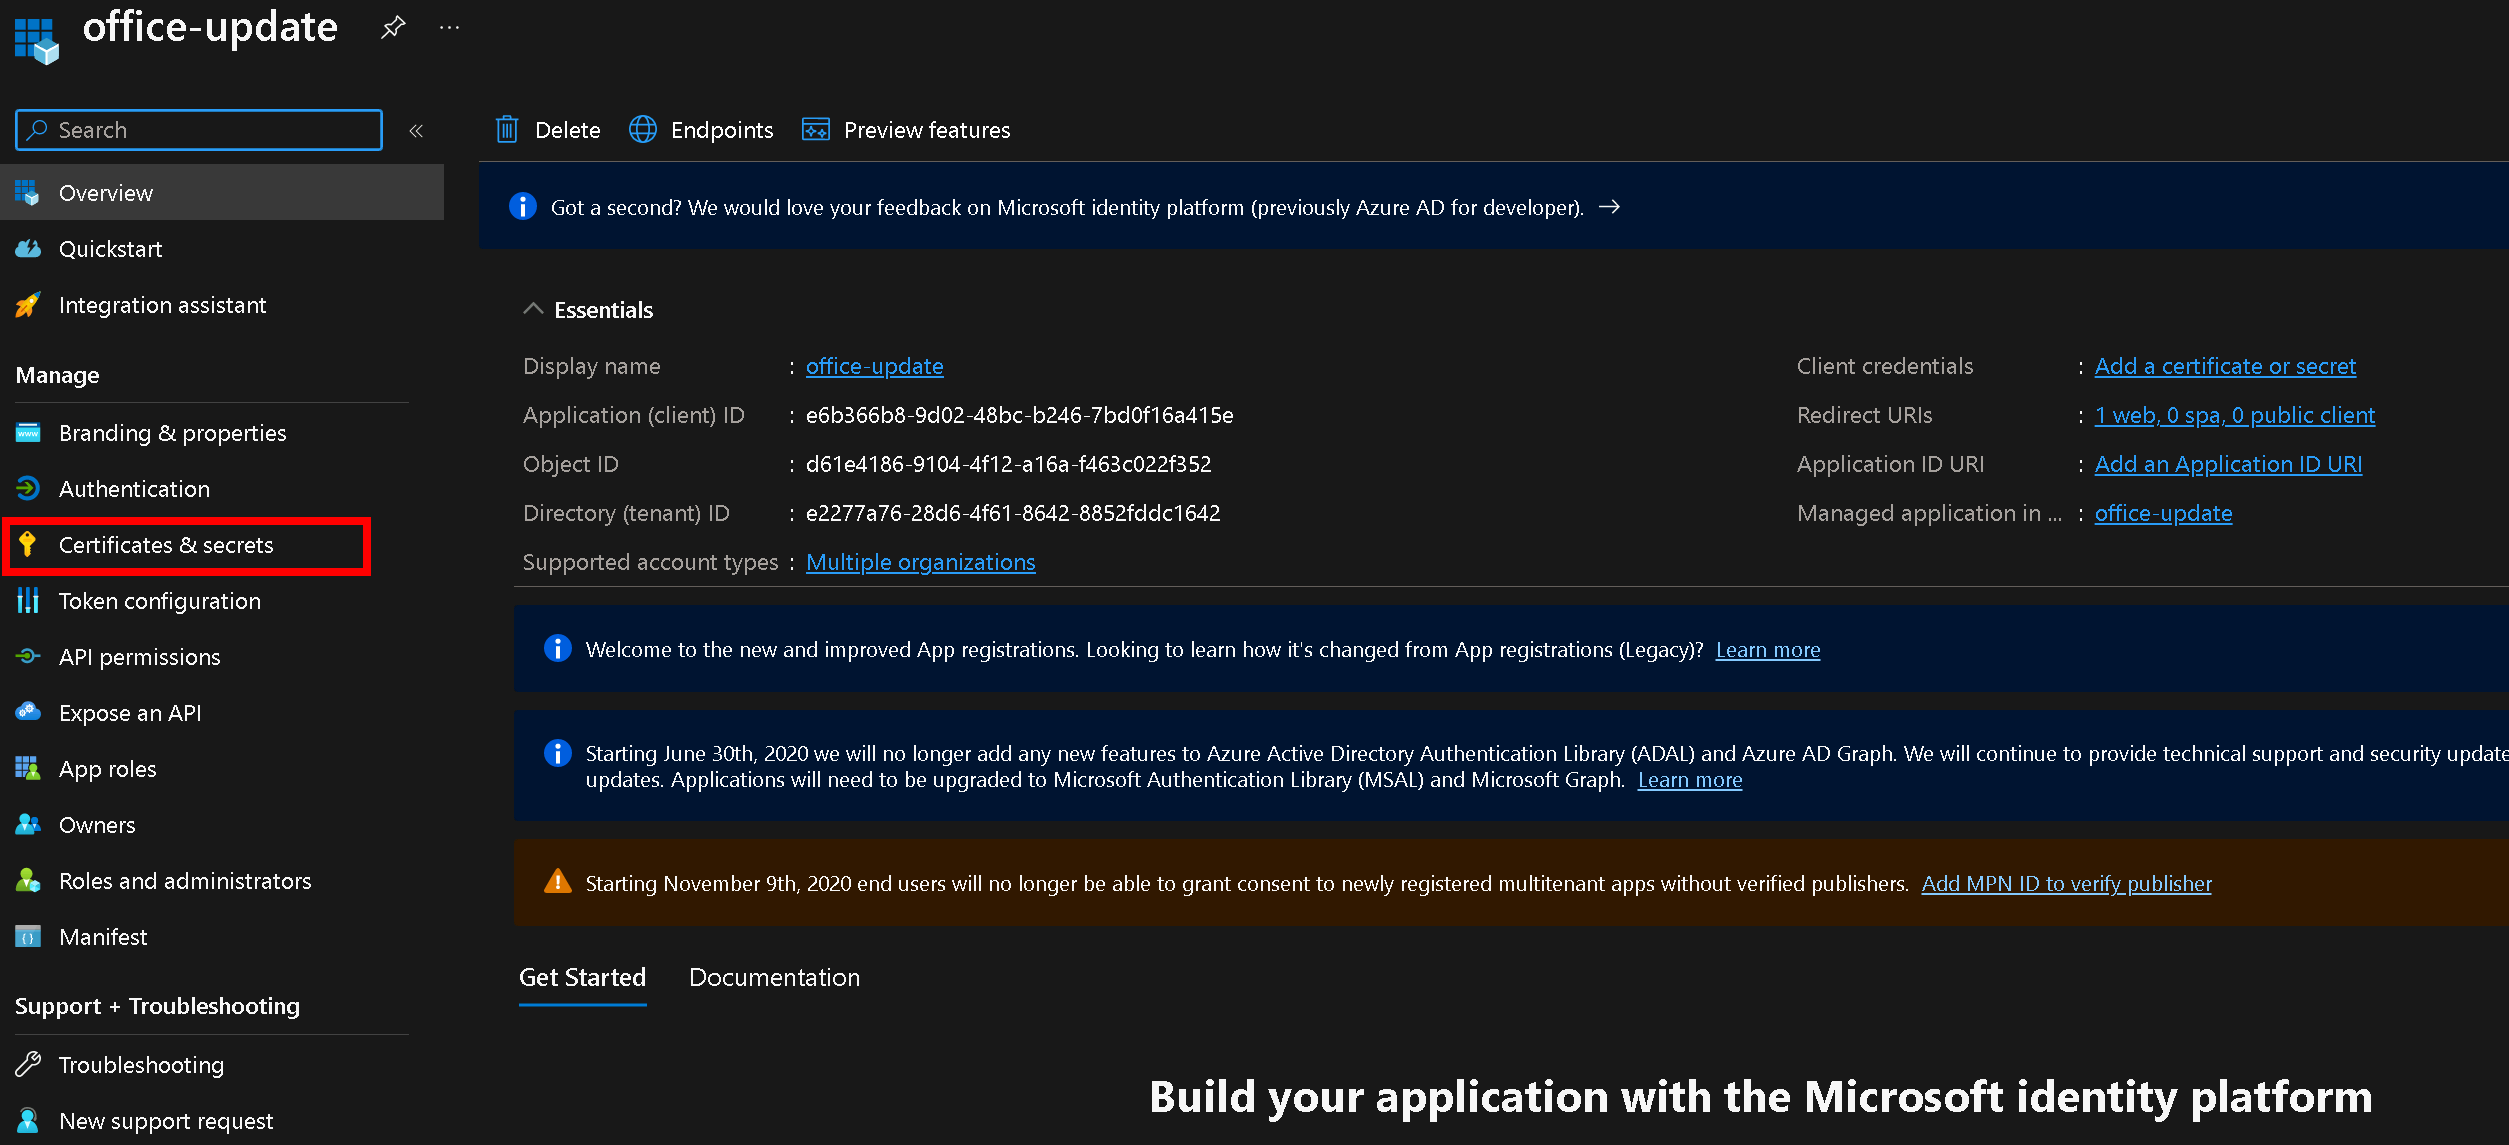 office-update
Search
Delete
Endpoints
Preview features
Overview
Quickstart
Integration assistant
Manage
Branding & properties
Authentication
Certificates & secrets
Token configuration
API permissions
Expose an API
App roles
Owners
Roles and administrators
Manifest
Support + Troubleshooting
Troubleshooting
New support request
Got a second? We would love your feedback on Microsoft identity platform (previously Azure AD for developer).
Essentials
Display name : office-update
Application (client) ID : e6b366b8-9d02-48bc-b246-7bd0f16a415e
Object ID : d61e4186-9104-4f12-a16a-f463c022f352
Directory (tenant) ID : e2277a76-28d6-4f61-8642-8852fddc1642
Supported account types : Multiple organizations
Client credentials : Add a certificate or secret
Redirect URIs : 1 web, 0 spa, 0 public client
Application ID URI : Add an Application ID URI
Managed application in ... : office-update
Welcome to the new and improved App registrations. Looking to learn how it's changed from App registrations (Legacy)? Learn more
Starting June 30th, 2020 we will no longer add any new features to Azure Active Directory Authentication Library (ADAL) and Azure AD Graph. We will continue to provide technical support and security update
updates. Applications will need to be upgraded to Microsoft Authentication Library (MSAL) and Microsoft Graph. Learn more
Starting November 9th, 2020 end users will no longer be able to grant consent to newly registered multitenant apps without verified publishers. Add MPN ID to verify publisher
Get Started
Documentation
Build your application with the Microsoft identity platform